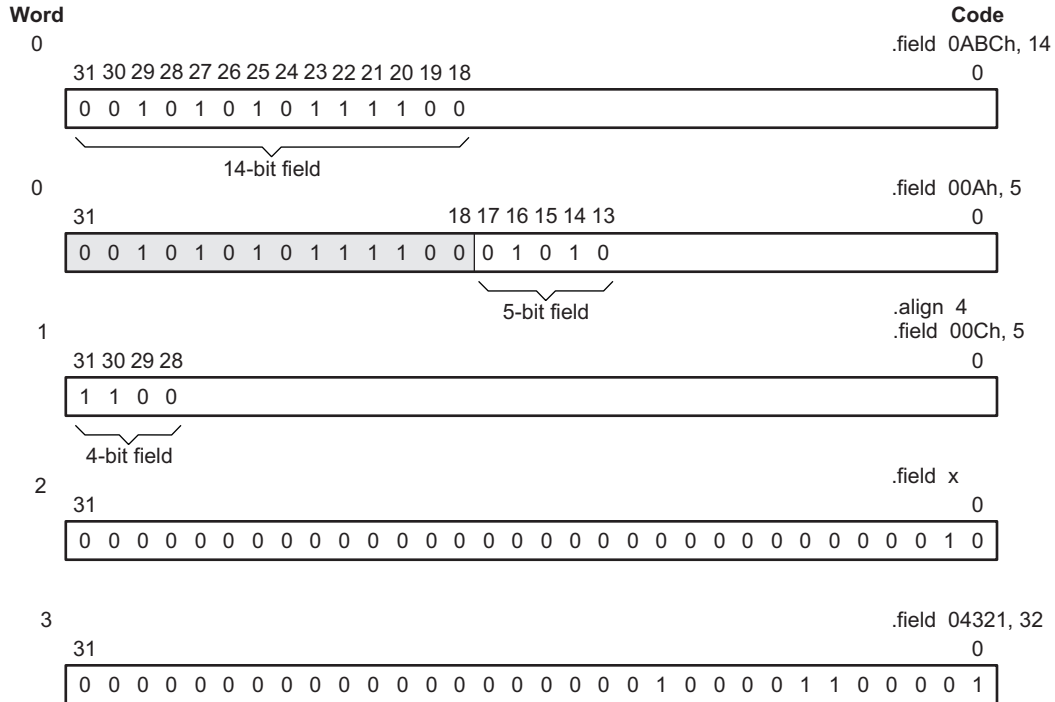 Word Code
0 .field 0ABCh, 14
31 30 29 28 27 26 25 24 23 22 21 20 19 18 0
0 0 1 0 1 0 1 0 1 1 1 1 0 0
14-bit field
0 .field 00Ah, 5
31 18 17 16 15 14 13 0
0 0 1 0 1 0 1 0 1 1 1 1 0 0 0 1 0 1 0
5-bit field
.align 4
1 .field 00Ch, 5
31 30 29 28 0
1 1 0 0
4-bit field
2 .field x
31 0
0 0 0 0 0 0 0 0 0 0 0 0 0 0 0 0 0 0 0 0 0 0 0 0 0 0 0 0 0 0 1 0
3 .field 04321, 32
31 0
0 0 0 0 0 0 0 0 0 0 0 0 0 0 0 0 0 0 0 0 1 0 0 0 0 1 1 0 0 0 0 1